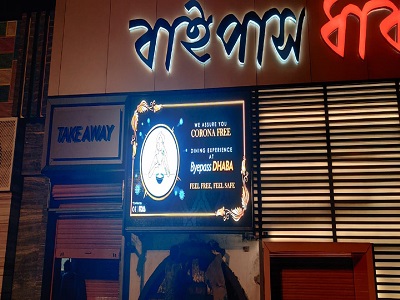 বাইপাস
TAKE AWAY
WE ASSURE YOU
CORONA FREE
DINING EXPERIENCE
AT
Byepass DHABA
FEEL FREE, FEEL SAFE